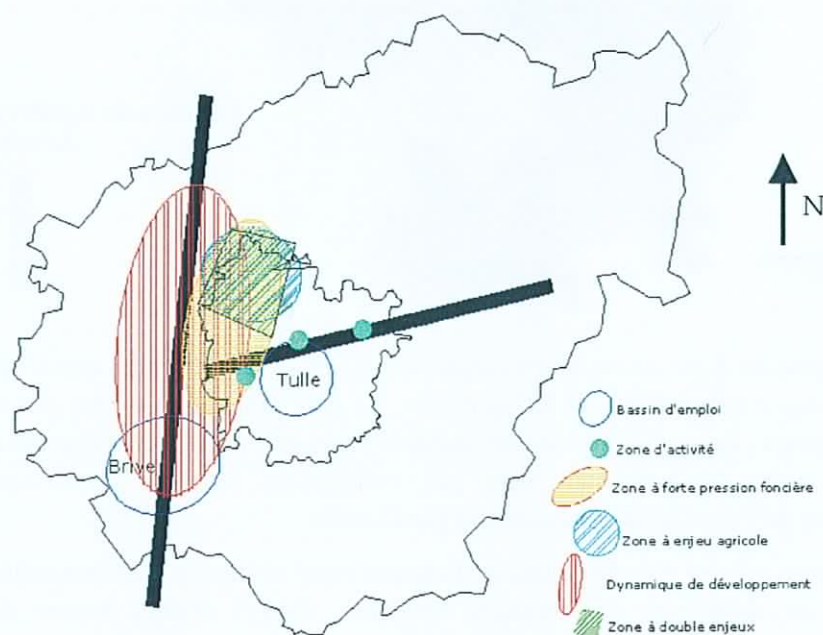 N
Tulle
Brive
Bassin d'emploi
Zone d'activité
Zone à forte pression foncière
Zone à enjeu agricole
Dynamique de développement
Zone à double enjeux